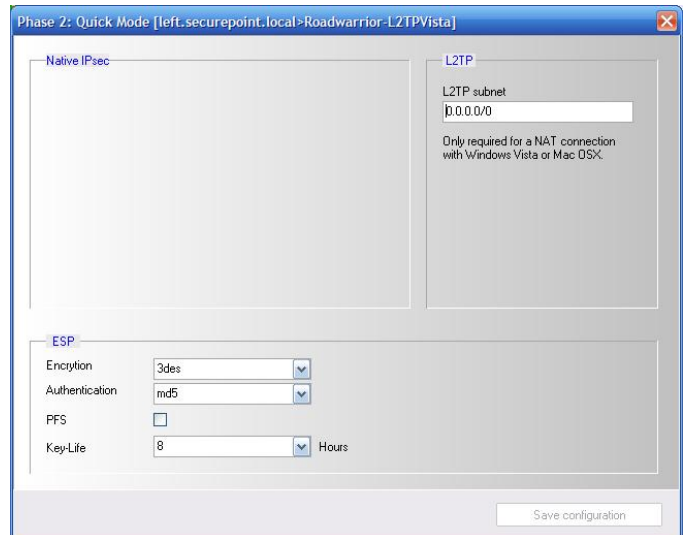 Phase 2: Quick Mode [left.securepoint.local>Roadwarrior-L2TPVista]
Native IPsec
L2TP
L2TP subnet
0.0.0.0/0
Only required for a NAT connection
with Windows Vista or Mac OSX.
ESP
Encrytion
3des
Authentication
md5
PFS
Key-Life
8
Hours
Save configuration